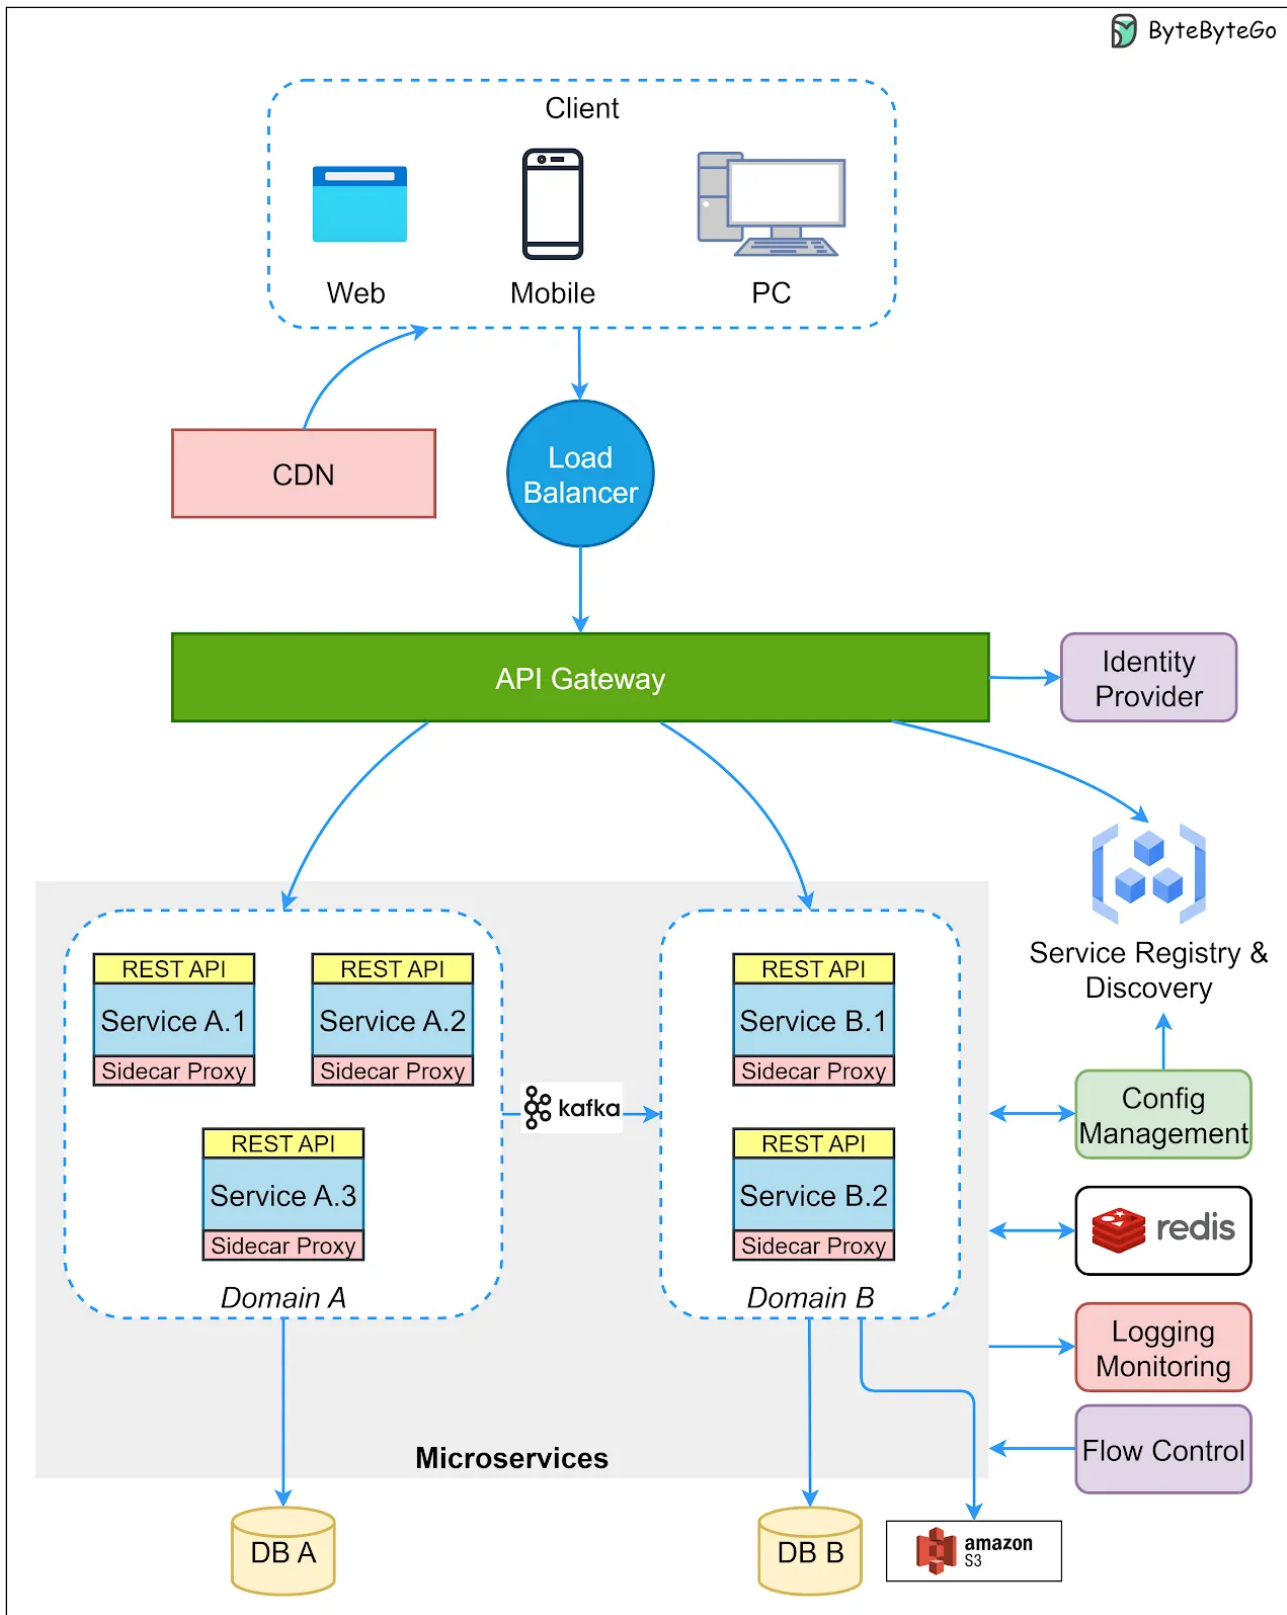 ByteByteGo
Client
Web
Mobile
PC
CDN
Load
Balancer
API Gateway
Identity
Provider
Service Registry &
Discovery
REST API
Service A.1
Sidecar Proxy
REST API
Service A.2
Sidecar Proxy
REST API
Service A.3
Sidecar Proxy
Domain A
kafka
REST API
Service B.1
Sidecar Proxy
REST API
Service B.2
Sidecar Proxy
Domain B
Config
Management
redis
Logging
Monitoring
Flow Control
Microservices
DB A
DB B
amazon
S3